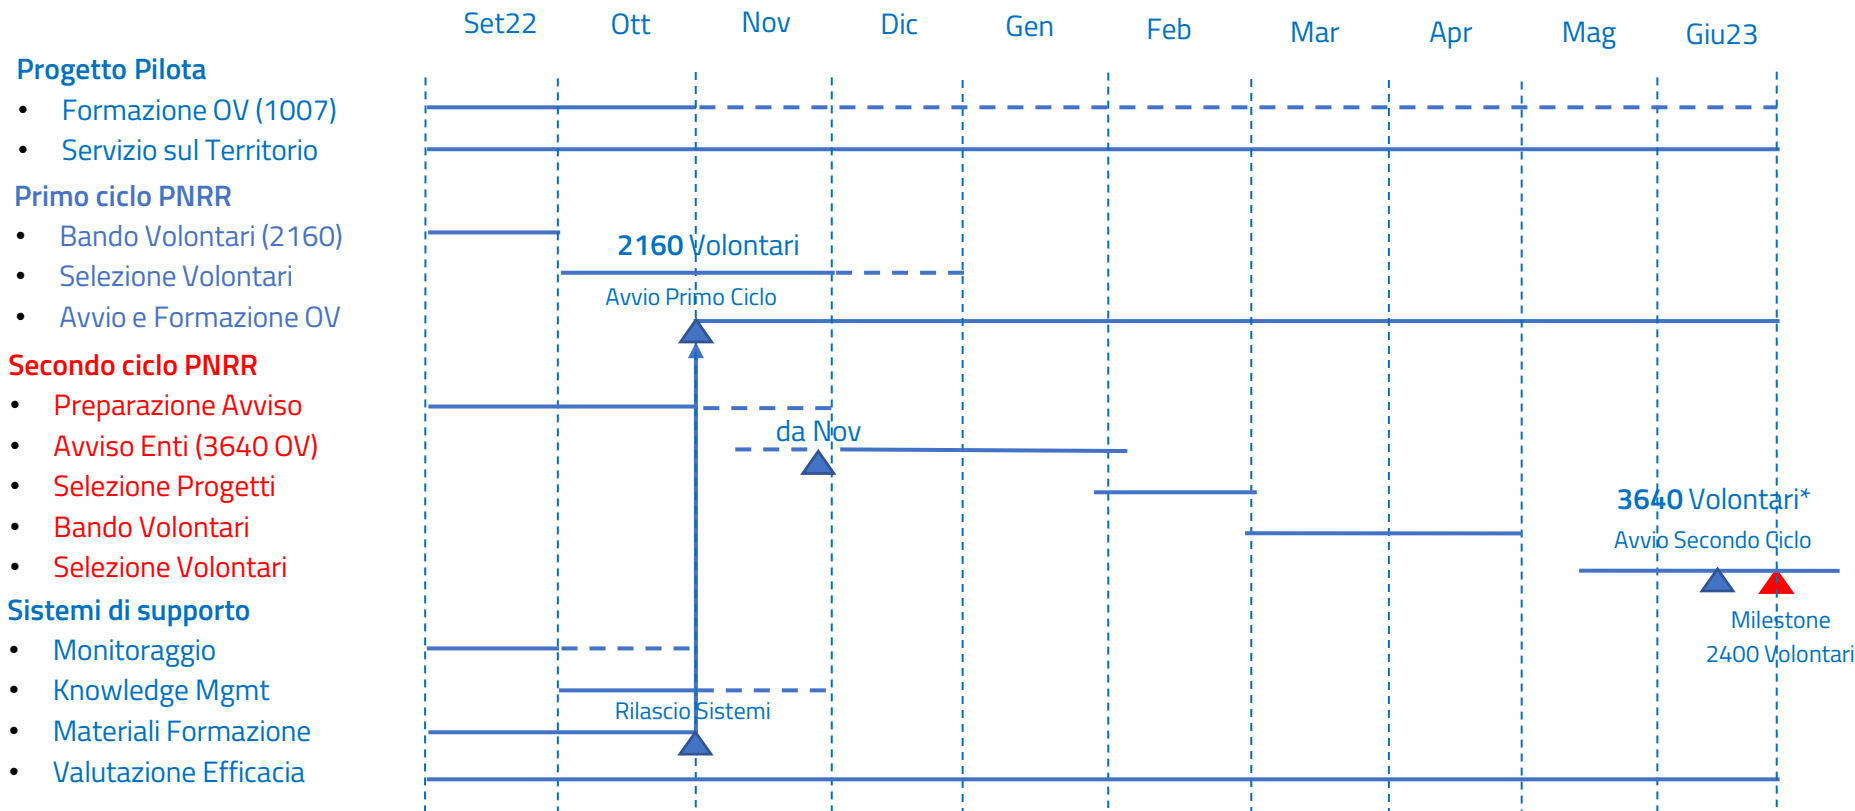 Set22 Ott Nov Dic Gen Feb Mar Apr Mag Giu23
Progetto Pilota
• Formazione OV (1007)
• Servizio sul Territorio
Primo ciclo PNRR
• Bando Volontari (2160)
2160 Volontari
• Selezione Volontari
Avvio Primo Ciclo
• Avvio e Formazione OV
Secondo ciclo PNRR
• Preparazione Avviso
da Nov
• Avviso Enti (3640 OV)
• Selezione Progetti
3640 Volontari*
• Bando Volontari
Avvio Secondo Ciclo
• Selezione Volontari
Sistemi di supporto
Milestone
2400 Volontari
• Monitoraggio
• Knowledge Mgmt
Rilascio Sistemi
• Materiali Formazione
• Valutazione Efficacia